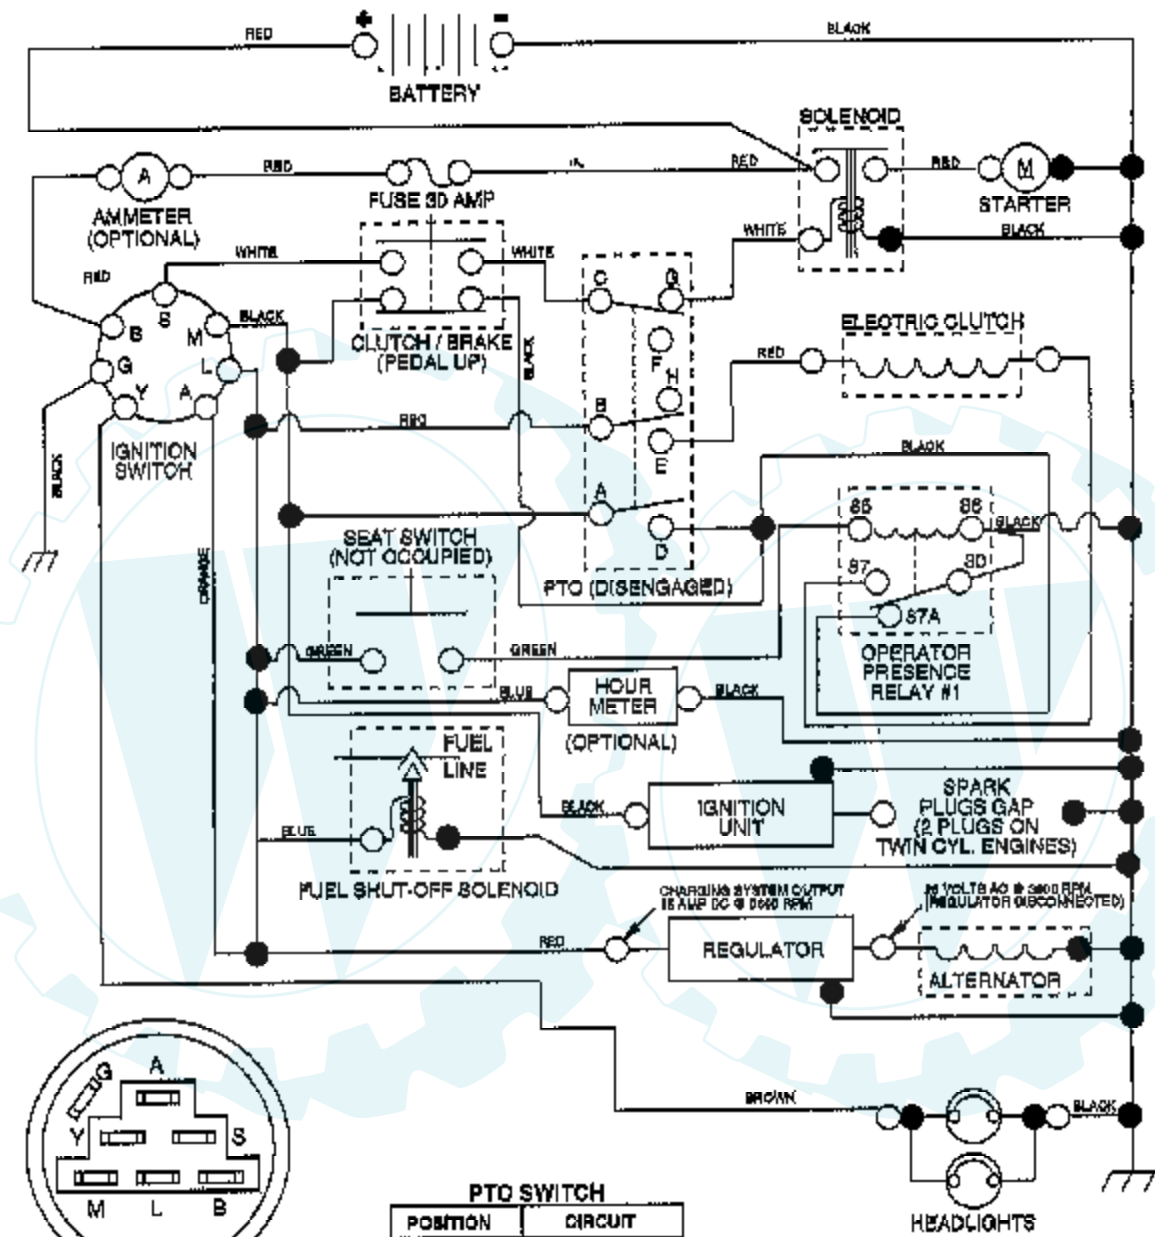 +
-
RED
BLACK
BATTERY
SOLENOID
A
RED
RED
RED
M
FUSE 30 AMP
STARTER
AMMETER
(OPTIONAL)
WHITE
BLACK
WHITE
WHITE
RED
C
G
S
B
M
BLACK
ELECTRIC CLUTCH
CLUTCH / BRAKE
(PEDAL UP)
BLACK
RED
F
G
L
H
Y
A
B
RED
IGNITION
SWITCH
E
BLACK
BLACK
A
SEAT SWITCH
(NOT OCCUPIED)
D
BLACK
ORANGE
PTO (DISENGAGED)
87A
GREEN
GREEN
OPERATOR
PRESENCE
RELAY #1
BLUE
HOUR
METER
BLACK
(OPTIONAL)
FUEL
LINE
BLACK
IGNITION
UNIT
SPARK
PLUGS GAP
(2 PLUGS ON
TWIN CYL. ENGINES)
BLUE
FUEL SHUT-OFF SOLENOID
CHARGING SYSTEM OUTPUT
(REGULATOR DISCONNECTED)
RED
REGULATOR
ALTERNATOR
BROWN
BLACK
HEADLIGHTS
G
A
Y
S
M
L
B
PTO SWITCH
POSITION
CIRCUIT